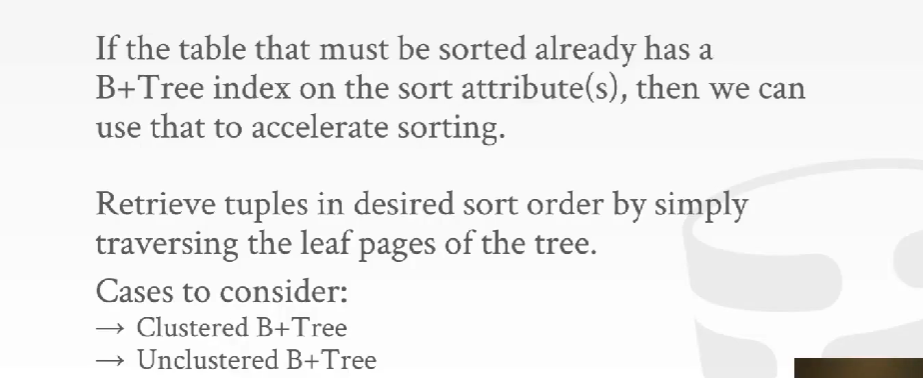 If the table that must be sorted already has a
B+Tree index on the sort attribute(s), then we can
use that to accelerate sorting.
Retrieve tuples in desired sort order by simply
traversing the leaf pages of the tree.
Cases to consider:
→ Clustered B+Tree
→ Unclustered B+Tree